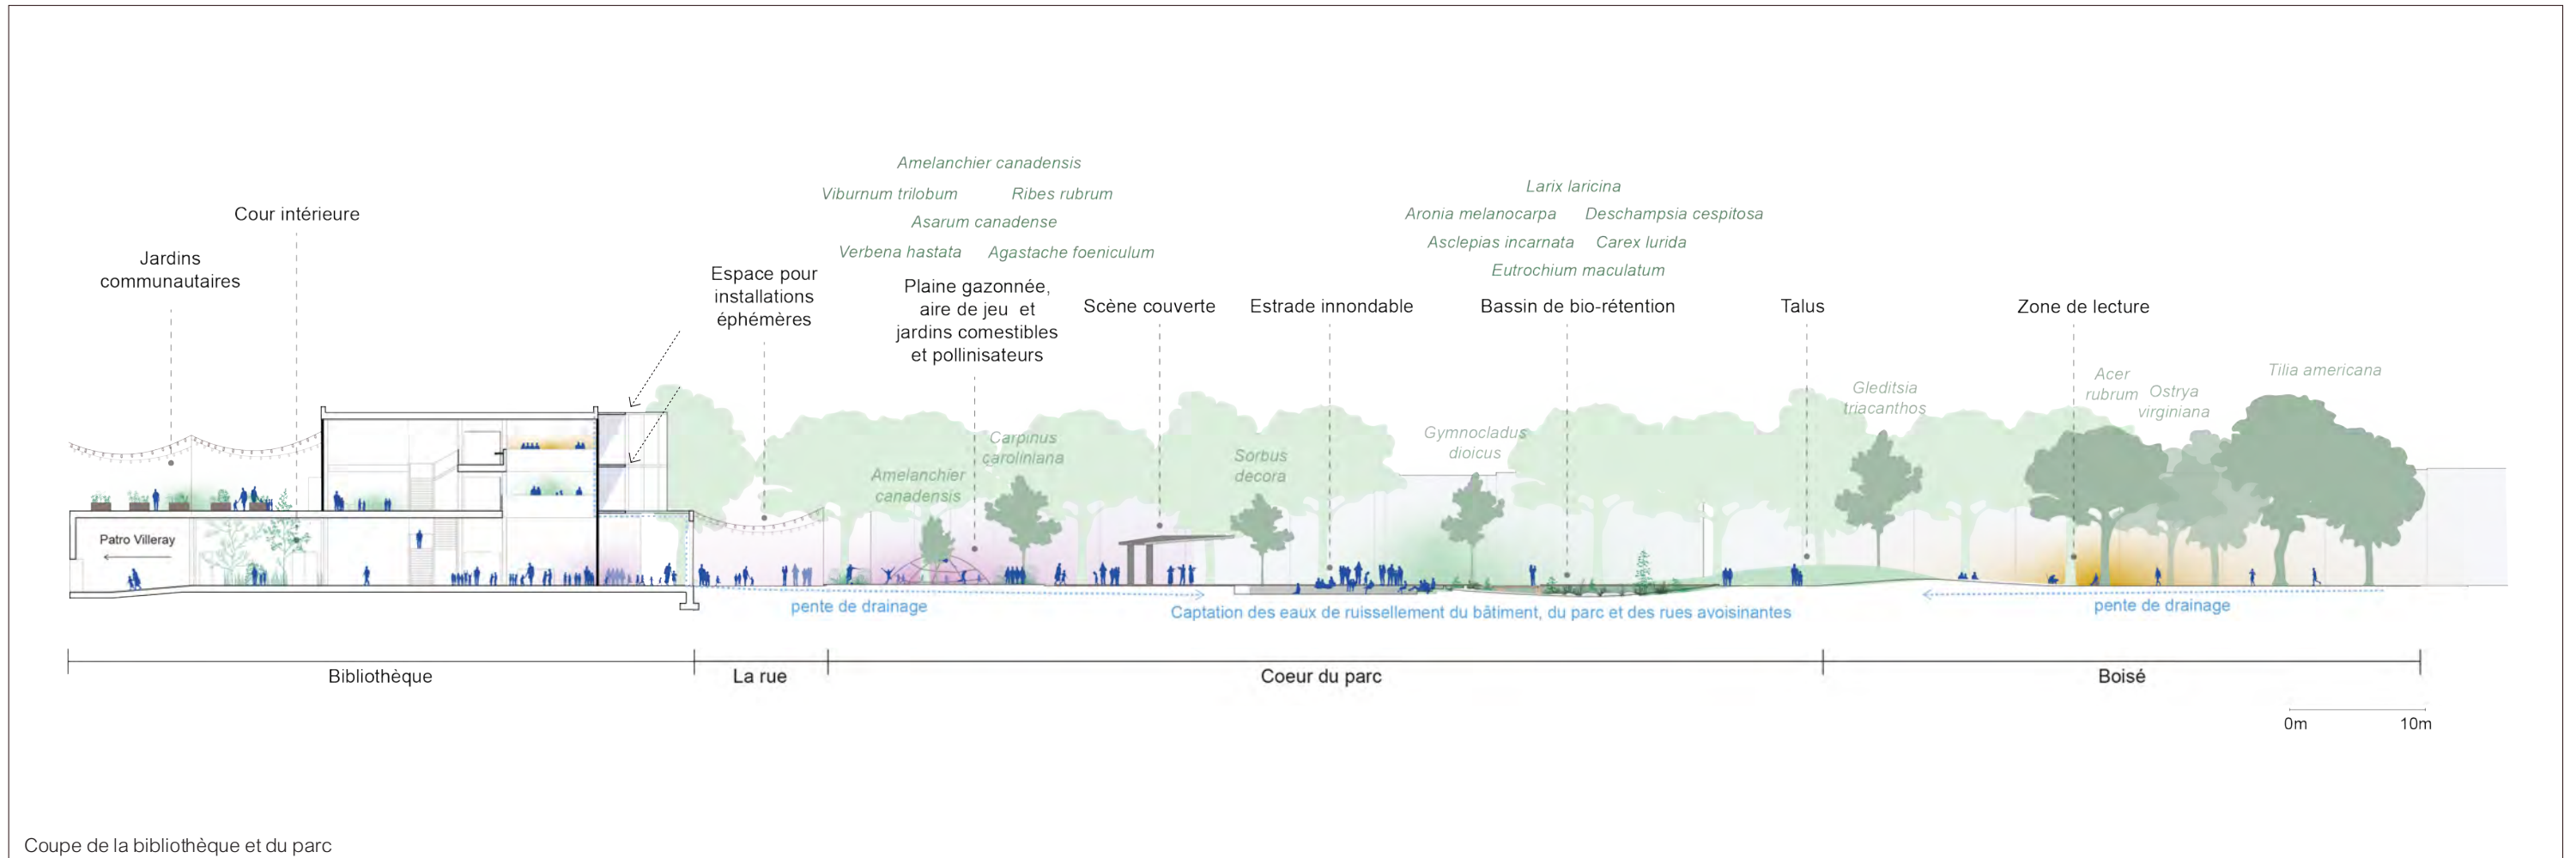 Amelanchier canadensis
Viburnum trilobum
Ribes rubrum
Asarum canadense
Verbena hastata
Agastache foeniculum
Larix laricina
Aronia melanocarpa
Deschampsia cespitosa
Asclepias incarnata
Carex lurida
Eutrochium maculatum
Cour intérieure
Jardins
communautaires
Espace pour
installations
éphémères
Plaine gazonnée,
aire de jeu et
jardins comestibles
et pollinisateurs
Scène couverte
Estrade innondable
Bassin de bio-rétention
Talus
Zone de lecture
Amelanchier
canadensis
Carpinus
caroliniana
Sorbus
decora
Gymnocladus
dioicus
Gleditsia
triacanthos
Acer
rubrum
Ostrya
virginiana
Tilia americana
Patro Villeray
pente de drainage
Captation des eaux de ruissellement du bâtiment, du parc et des rues avoisinantes
pente de drainage
Bibliothèque
La rue
Coeur du parc
Boisé
0m
10m
Coupe de la bibliothèque et du parc